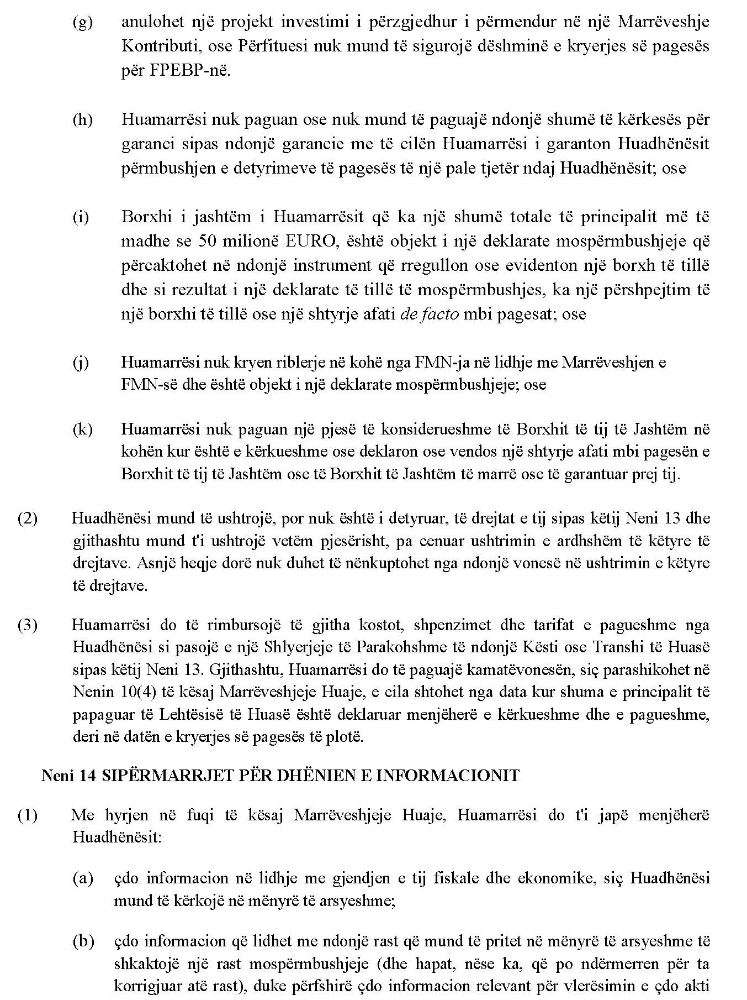 (g) anulohet një projekt investimi i përzgjedhur i përmendur në një Marrëveshje
Kontributi, ose Përfituesi nuk mund të sigurojë dëshminë e kryerjes së pagesës
për FPEBP-në.
(h) Huamarrësi nuk paguan ose nuk mund të paguajë ndonjë shumë të kërkesës për
garanci sipas ndonjë garancie me të cilën Huamarrësi i garanton Huadhënësit
përmbushjen e detyrimeve të pagesës të një pale tjetër ndaj Huadhënësit; ose
(i) Borxhi i jashtëm i Huamarrësit që ka një shumë totale të principalit më të
madhe se 50 milionë EURO, është objekt i një deklarate mospërmbushjeje që
përcaktohet në ndonjë instrument që rregullon ose evidenton një borxh të tillë
dhe si rezultat i një deklarate të tillë të mospërmbushjes, ka një përshpejtim të
një borxhi të tillë ose një shtyrje afati de facto mbi pagesat; ose
(j) Huamarrësi nuk kryen riblerje në kohë nga FMN-ja në lidhje me Marrëveshjen e
FMN-së dhe është objekt i një deklarate mospërmbushjeje; ose
(k) Huamarrësi nuk paguan një pjesë të konsiderueshme të Borxhit të tij të Jashtëm në
kohën kur është e kërkueshme ose deklaron ose vendos një shtyrje afati mbi pagesën e
Borxhit të tij të Jashtëm ose të Borxhit të Jashtëm të marrë ose të garantuar prej tij.
(2) Huadhënësi mund të ushtrojë, por nuk është i detyruar, të drejtat e tij sipas këtij Neni 13 dhe
gjithashtu mund t'i ushtrojë vetëm pjesërisht, pa cenuar ushtrimin e ardhshëm të këtyre të
drejtave. Asnjë heqje dorë nuk duhet të nënkuptohet nga ndonjë vonesë në ushtrimin e këtyre
të drejtave.
(3) Huamarrësi do të rimbursojë të gjitha kostot, shpenzimet dhe tarifat e pagueshme nga
Huadhënësi si pasojë e një Shlyerjeje të Parakohshme të ndonjë Kësti ose Transhi të Huasë
sipas këtij Neni 13. Gjithashtu, Huamarrësi do të paguajë kamatëvonesën, siç parashikohet në
Nenin 10(4) të kësaj Marrëveshjeje Huaje, e cila shtohet nga data kur shuma e principalit të
papaguar të Lehtësisë të Huasë është deklaruar menjëherë e kërkueshme dhe e pagueshme,
deri në datën e kryerjes së pagesës të plotë.
Neni 14 SIPËRMARRJET PËR DHËNIEN E INFORMACIONIT
(1) Me hyrjen në fuqi të kësaj Marrëveshjeje Huaje, Huamarrësi do t'i japë menjëherë
Huadhënësit:
(a) çdo informacion në lidhje me gjendjen e tij fiskale dhe ekonomike, siç Huadhënësi
mund të kërkojë në mënyrë të arsyeshme;
(b) çdo informacion që lidhet me ndonjë rast që mund të pritet në mënyrë të arsyeshme të
shkaktojë një rast mospërmbushjeje (dhe hapat, nëse ka, që po ndërmerren për ta
korrigjuar atë rast), duke përfshirë çdo informacion relevant për vlerësimin e çdo akti